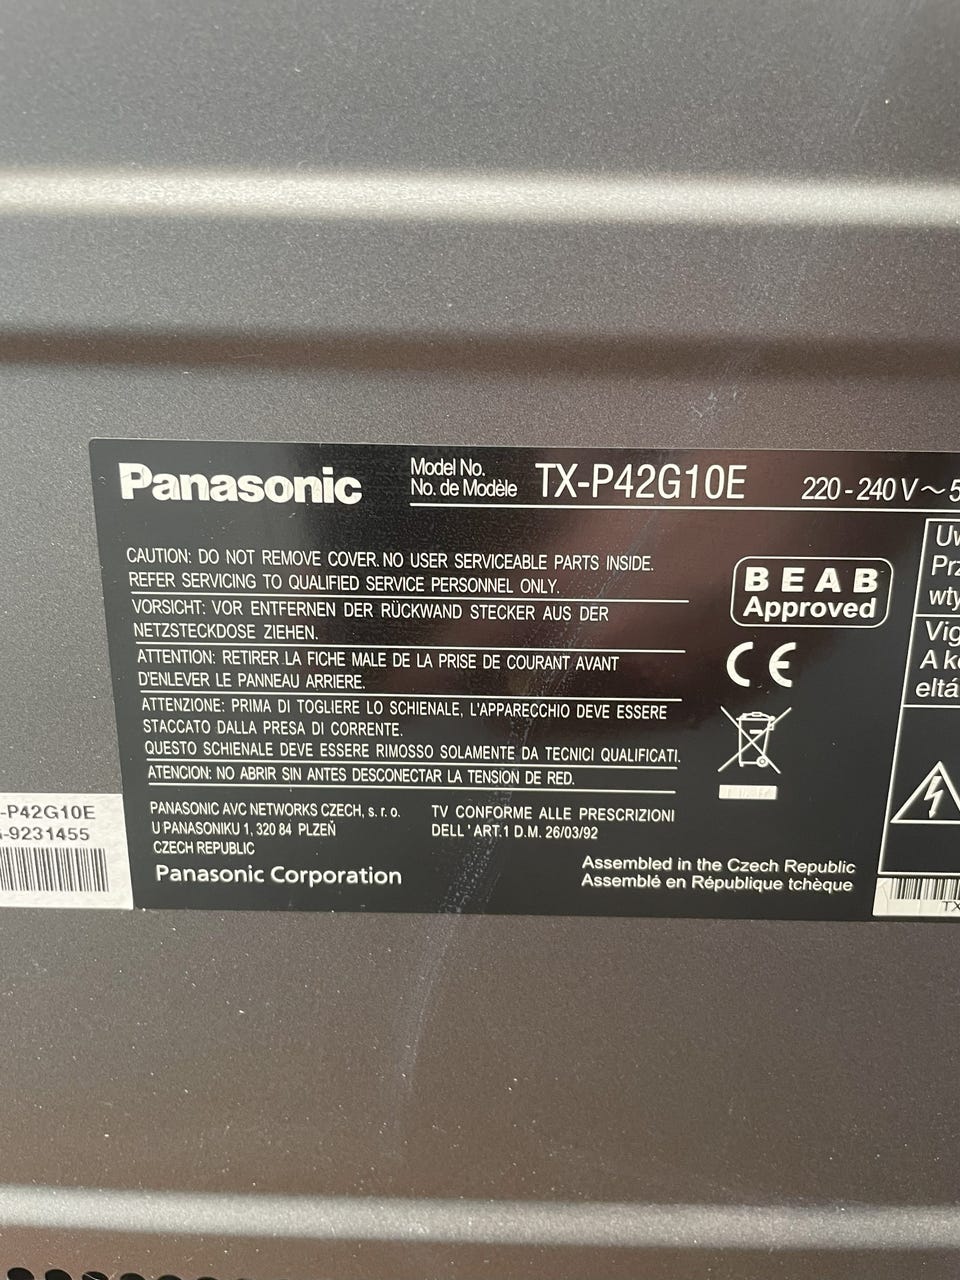 Panasonic
Model No.
No. de Modèle
TX-P42G10E
220 - 240 V ~ 5
CAUTION: DO NOT REMOVE COVER. NO USER SERVICEABLE PARTS INSIDE.
REFER SERVICING TO QUALIFIED SERVICE PERSONNEL ONLY.
VORSICHT: VOR ENTFERNEN DER RÜCKWAND STECKER AUS DER
NETZSTECKDOSE ZIEHEN.
ATTENTION: RETIRER LA FICHE MALE DE LA PRISE DE COURANT AVANT
D'ENLEVER LE PANNEAU ARRIERE.
ATTENZIONE: PRIMA DI TOGLIERE LO SCHIENALE, L'APPARECCHIO DEVE ESSERE
STACCATO DALLA PRESA DI CORRENTE.
QUESTO SCHIENALE DEVE ESSERE RIMOSSO SOLAMENTE DA TECNICI QUALIFICATI.
ATENCION: NO ABRIR SIN ANTES DESCONECTAR LA TENSION DE RED.
PANASONIC AVC NETWORKS CZECH, s. r. o.
U PANASONIKU 1, 320 84 PLZEŇ
CZECH REPUBLIC
Panasonic Corporation
TV CONFORME ALLE PRESCRIZIONI
DELL ' ART.1 D.M. 26/03/92
Assembled in the Czech Republic
Assemblé en République tchèque
BEAB
Approved
CE
Uw
Prz
wty
Vig
A ké
eltá
TX
-P42G10E
-9231455